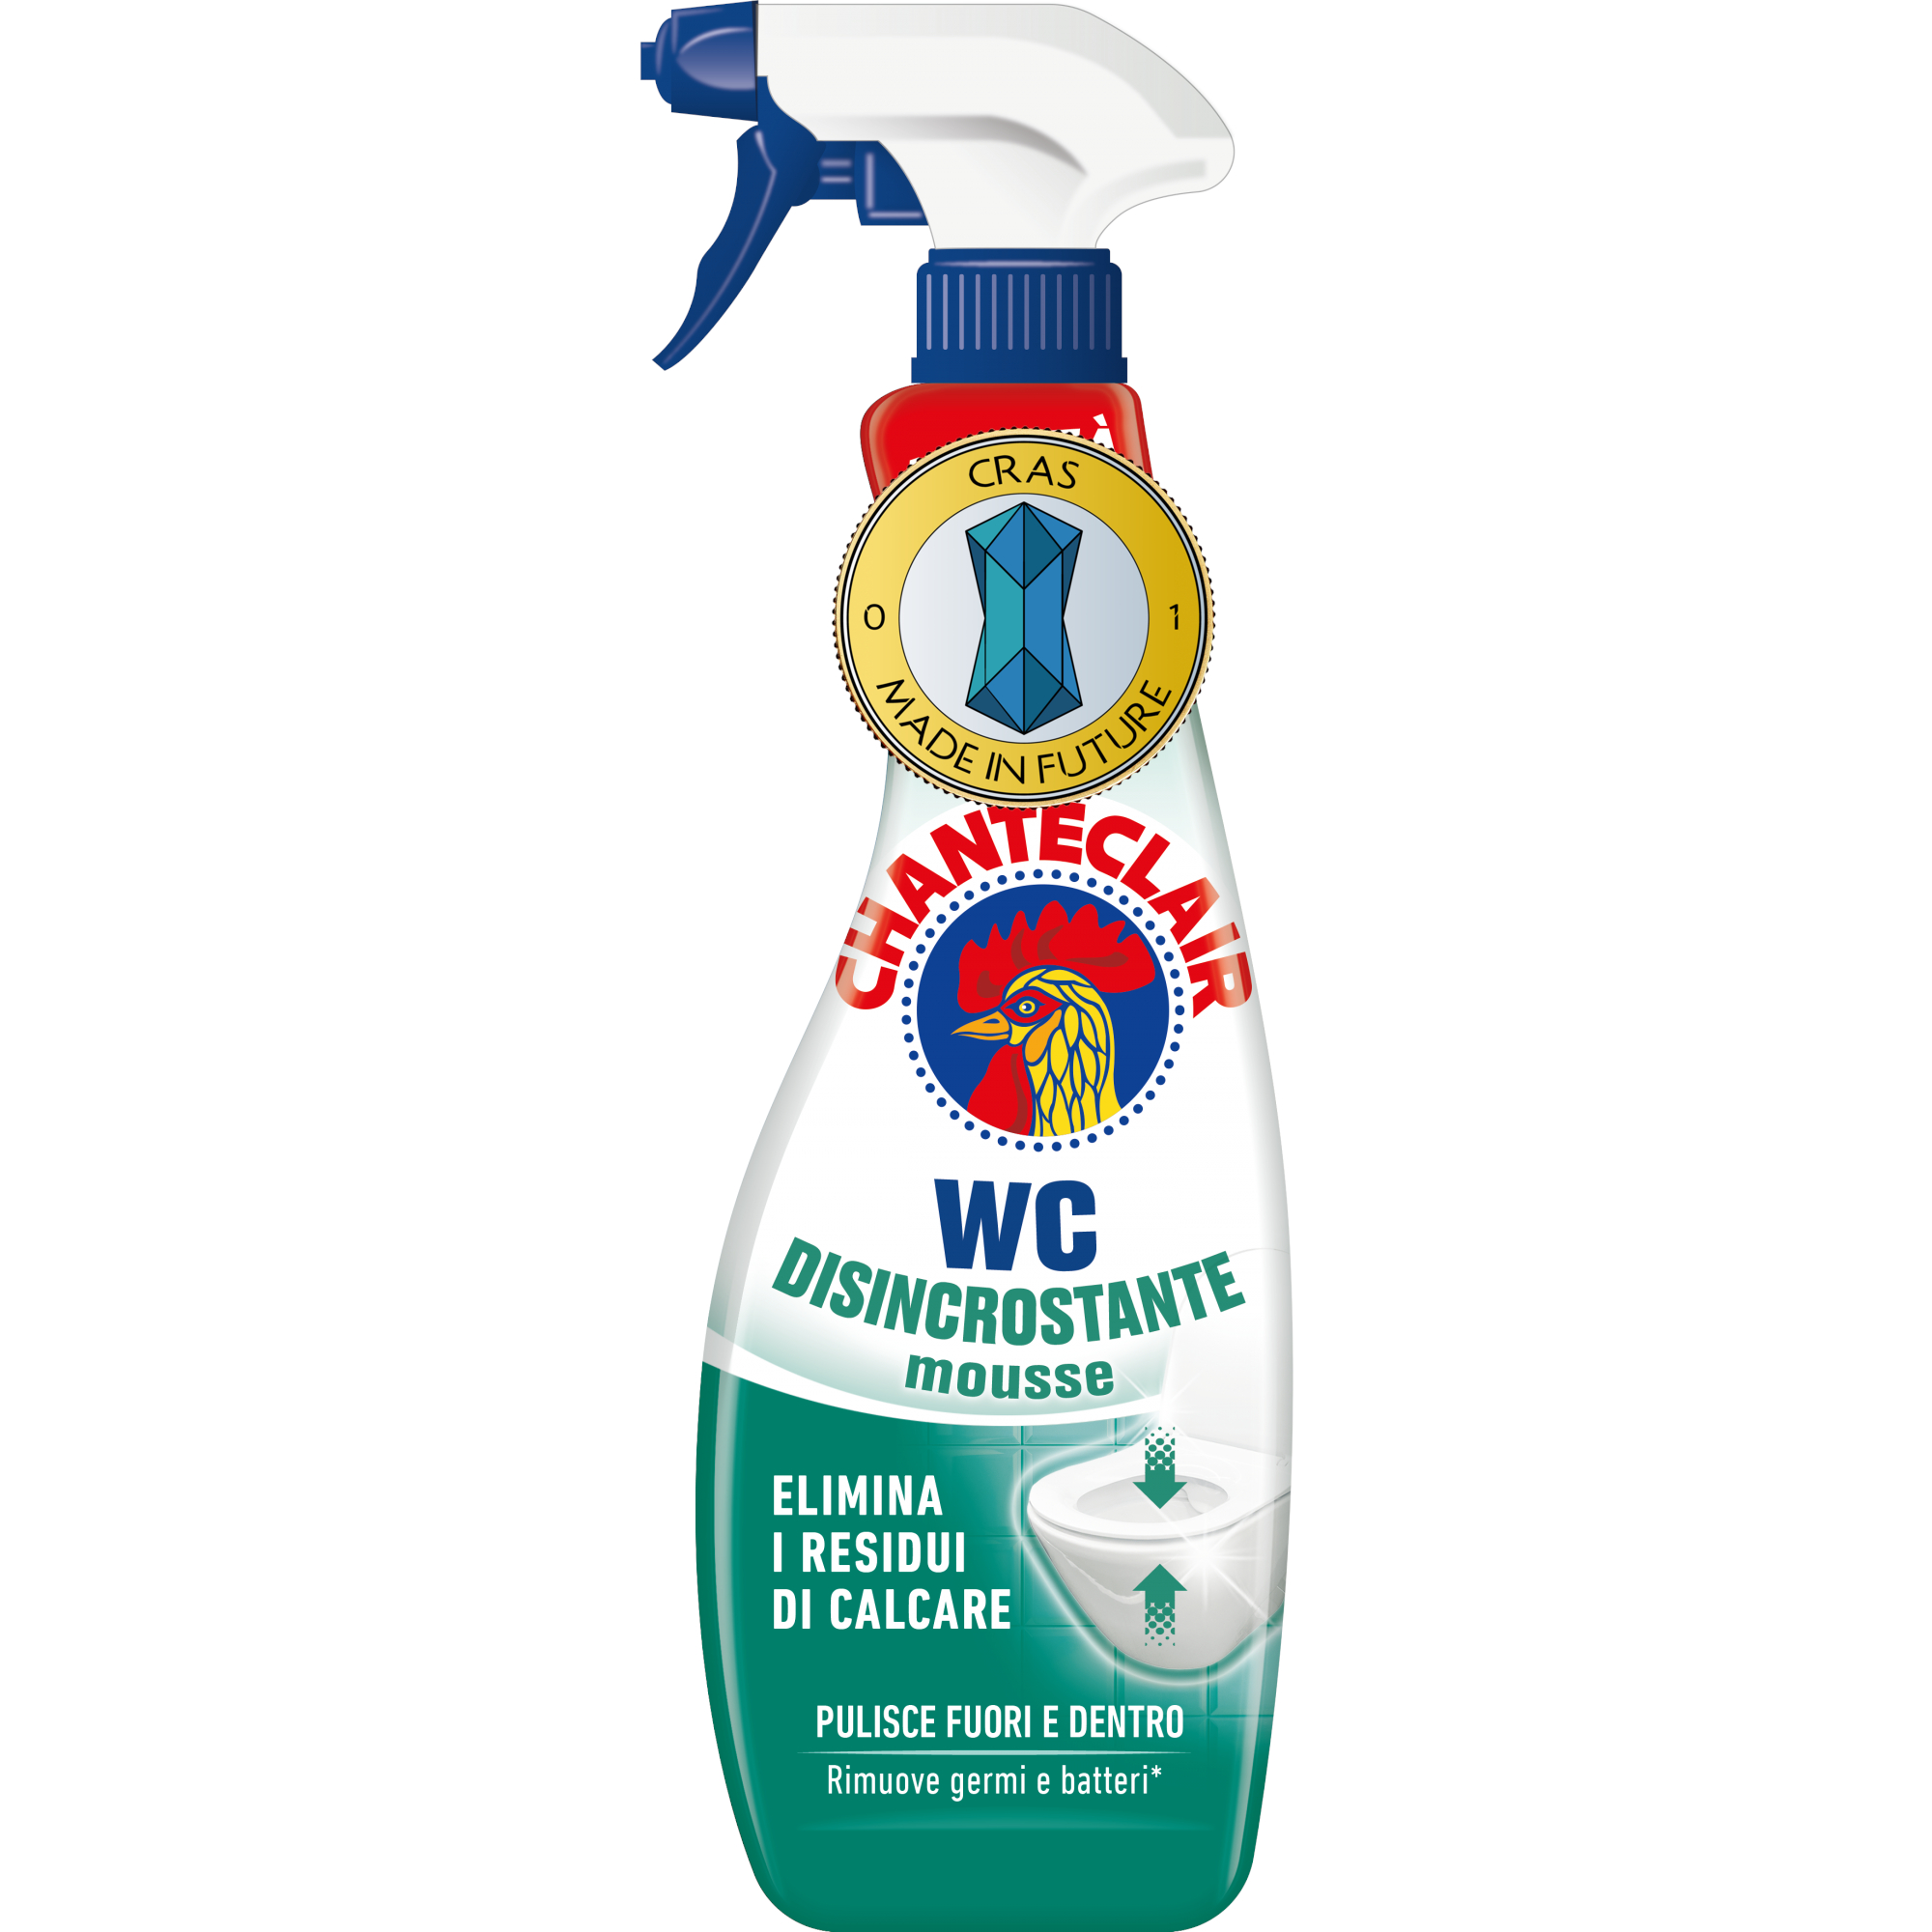 CRAS
0 1
MADE IN FUTURE
CHANTECLAIR
WC
DISINCROSTANTE
mousse
ELIMINA
I RESIDUI
DI CALCARE
PULISCE FUORI E DENTRO
Rimuove germi e batteri*